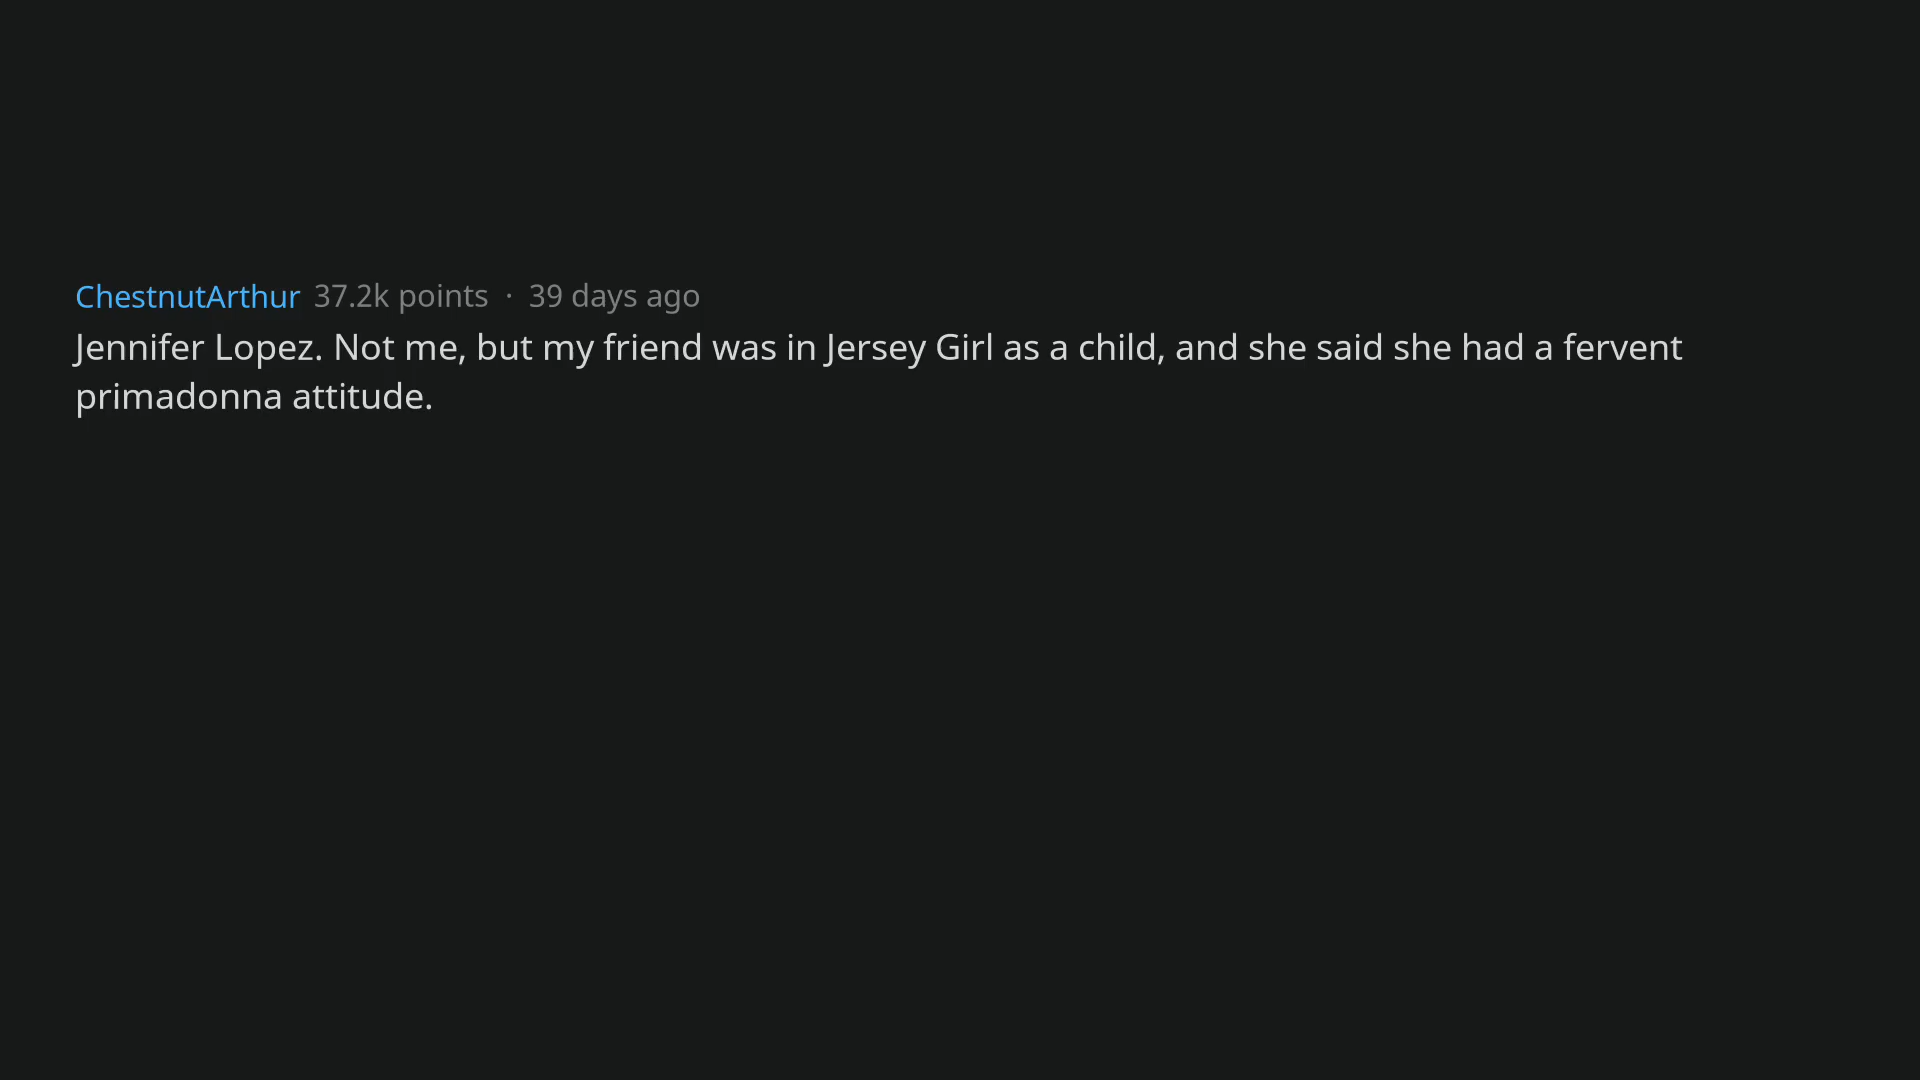 ChestnutArthur 37.2k points · 39 days ago
Jennifer Lopez. Not me, but my friend was in Jersey Girl as a child, and she said she had a fervent
primadonna attitude.